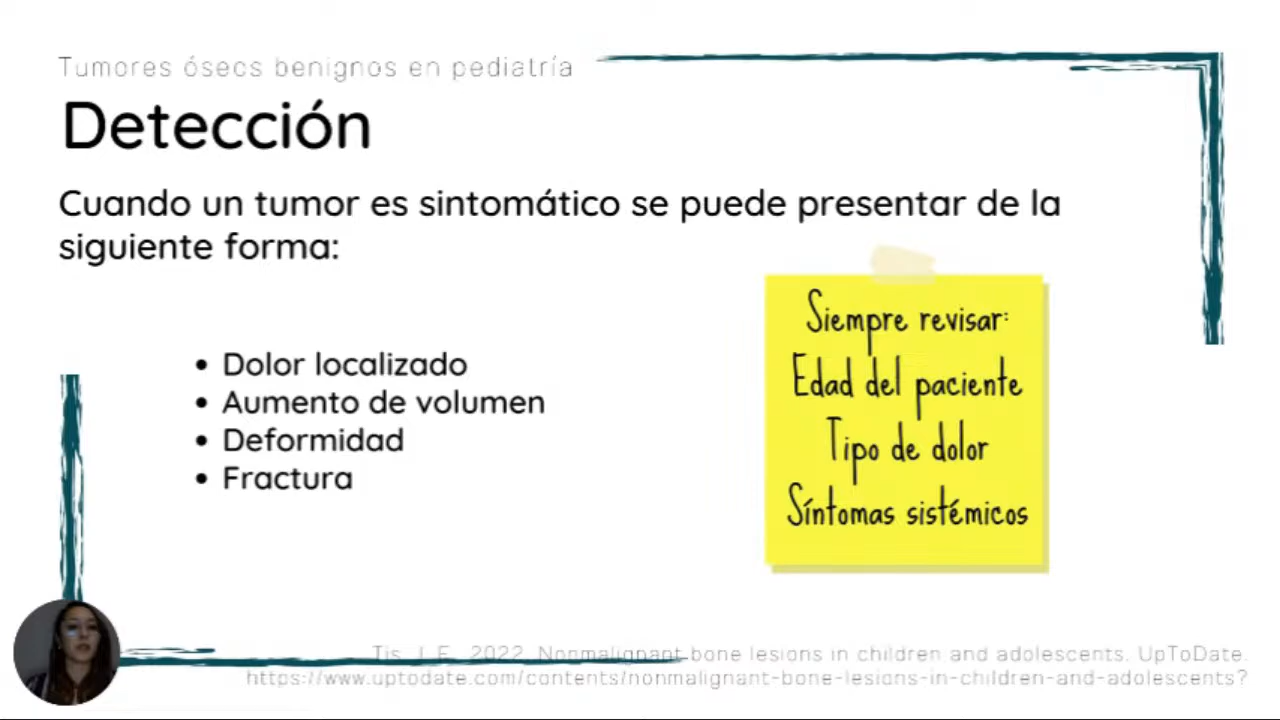 Tumores óseos benignos en pediatría
Detección
Cuando un tumor es sintomático se puede presentar de la
siguiente forma:
• Dolor localizado
• Aumento de volumen
• Deformidad
• Fractura
Siempre revisar:
Edad del paciente
Tipo de dolor
Síntomas sistémicos
Tis, J. E. 2022. Nonmalignant bone lesions in children and adolescents. UpToDate.
https://www.uptodate.com/contents/nonmalignant-bone-lesions-in-children-and-adolescents?